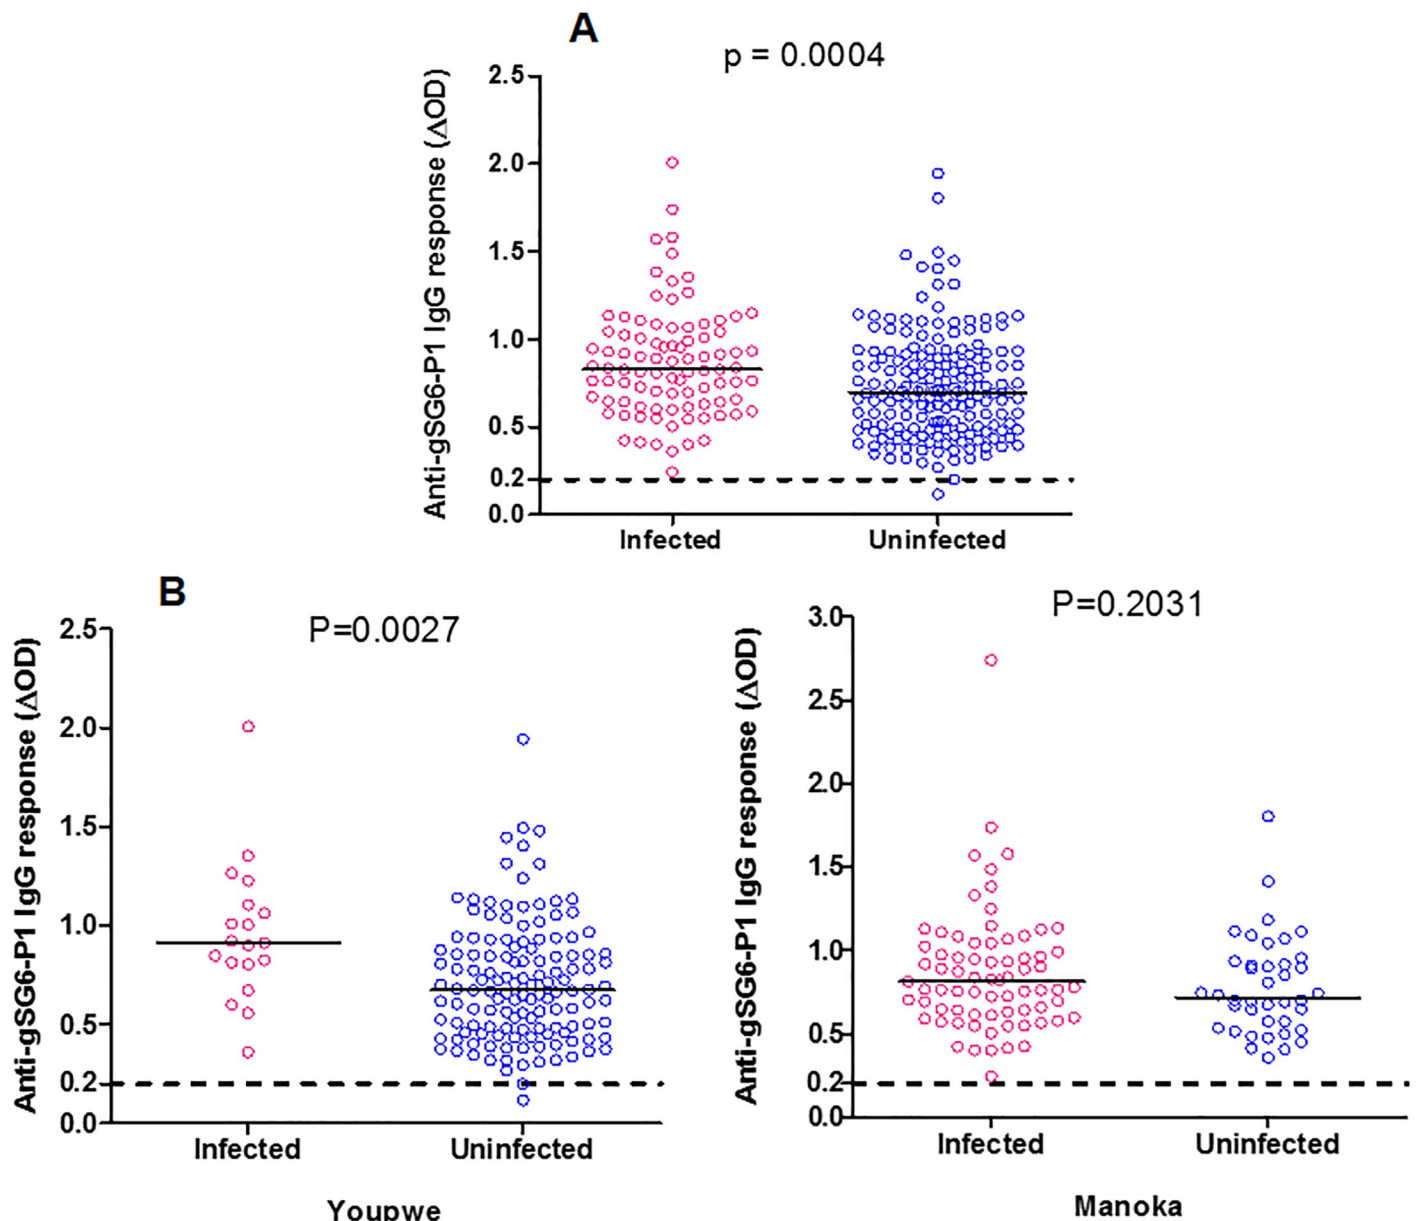 A
p = 0.0004
Anti-gSG6-P1 IgG response (ΔOD)
2.5
2.0
1.5
1.0
0.5
0.2
0.0
Infected Uninfected
B
P=0.0027
Anti-gSG6-P1 IgG response (ΔOD)
2.5
2.0
1.5
1.0
0.5
0.2
0.0
Infected Uninfected
Youpwe
P=0.2031
Anti-gSG6-P1 IgG response (ΔOD)
3.0
2.5
2.0
1.5
1.0
0.5
0.2
0.0
Infected Uninfected
Manoka